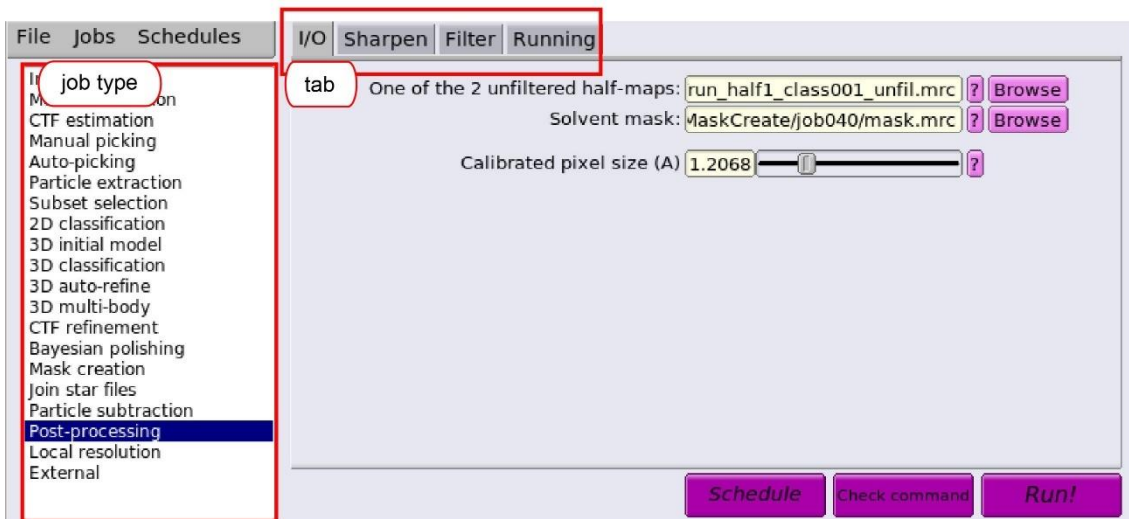 File Jobs Schedules
I/O Sharpen Filter Running
job type
tab
on
CTF estimation
Manual picking
Auto-picking
Particle extraction
Subset selection
2D classification
3D initial model
3D classification
3D auto-refine
3D multi-body
CTF refinement
Bayesian polishing
Mask creation
Join star files
Particle subtraction
Post-processing
Local resolution
External
One of the 2 unfiltered half-maps: run_half1_class001_unfil.mrc ? Browse
Solvent mask: MaskCreate/job040/mask.mrc ? Browse
Calibrated pixel size (A) 1.2068 ?
Schedule Check command Run!